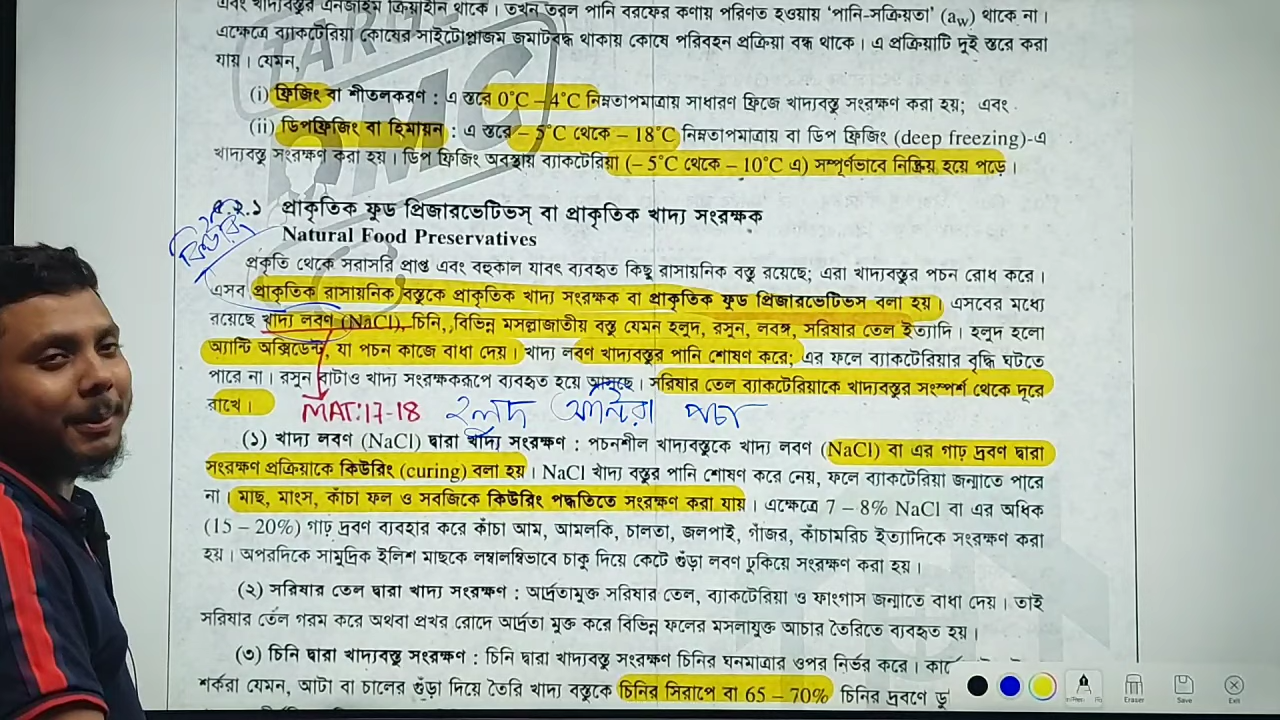 এবং খাদ্যবস্তুর এনজাইম ক্রিয়াহীন থাকে। তখন তরল পানি বরফের কণায় পরিণত হওয়ায় ‘পানি-সক্রিয়তা’ (aw) থাকে না।
এক্ষেত্রে ব্যাকটেরিয়া কোষের সাইটোপ্লাজম জমাটবদ্ধ থাকায় কোষে পরিবহন প্রক্রিয়া বন্ধ থাকে। এ প্রক্রিয়াটি দুই স্তরে করা
যায়। যেমন,
(i) ফ্রিজিং বা শীতলকরণ : এ স্তরে 0°C – 4°C নিম্নতাপমাত্রায় সাধারণ ফ্রিজে খাদ্যবস্তু সংরক্ষণ করা হয়; এবং
(ii) ডিপফ্রিজিং বা হিমায়ন : এ স্তরে – 5°C থেকে – 18°C নিম্নতাপমাত্রায় বা ডিপ ফ্রিজিং (deep freezing)-এ
খাদ্যবস্তু সংরক্ষণ করা হয়। ডিপ ফ্রিজিং অবস্থায় ব্যাকটেরিয়া (– 5°C থেকে – 10°C এ) সম্পূর্ণভাবে নিষ্ক্রিয় হয়ে পড়ে।
৫.২.১ প্রাকৃতিক ফুড প্রিজারভেটিভস্ বা প্রাকৃতিক খাদ্য সংরক্ষক
কিউরিং
Natural Food Preservatives
প্রকৃতি থেকে সরাসরি প্রাপ্ত এবং বহুকাল যাবৎ ব্যবহৃত কিছু রাসায়নিক বস্তু রয়েছে; এরা খাদ্যবস্তুর পচন রোধ করে।
এসব প্রাকৃতিক রাসায়নিক বস্তুকে প্রাকৃতিক খাদ্য সংরক্ষক বা প্রাকৃতিক ফুড প্রিজারভেটিভস বলা হয়। এসবের মধ্যে
রয়েছে খাদ্য লবণ (NaCl), চিনি, বিভিন্ন মসল্লাজাতীয় বস্তু যেমন হলুদ, রসুন, লবঙ্গ, সরিষার তেল ইত্যাদি। হলুদ হলো
অ্যান্টি অক্সিডেন্ট, যা পচন কাজে বাধা দেয়। খাদ্য লবণ খাদ্যবস্তুর পানি শোষণ করে; এর ফলে ব্যাকটেরিয়ার বৃদ্ধি ঘটতে
পারে না। রসুন বাটাও খাদ্য সংরক্ষকরূপে ব্যবহৃত হয়ে আসছে। সরিষার তেল ব্যাকটেরিয়াকে খাদ্যবস্তুর সংস্পর্শ থেকে দূরে
রাখে।
MAT:17-18 হলদ পচা
(১) খাদ্য লবণ (NaCl) দ্বারা খাদ্য সংরক্ষণ : পচনশীল খাদ্যবস্তুকে খাদ্য লবণ (NaCl) বা এর গাঢ় দ্রবণ দ্বারা
সংরক্ষণ প্রক্রিয়াকে কিউরিং (curing) বলা হয়। NaCl খাদ্য বস্তুর পানি শোষণ করে নেয়, ফলে ব্যাকটেরিয়া জন্মাতে পারে
না। মাছ, মাংস, কাঁচা ফল ও সবজিকে কিউরিং পদ্ধতিতে সংরক্ষণ করা যায়। এক্ষেত্রে 7 – 8% NaCl বা এর অধিক
(15 – 20%) গাঢ় দ্রবণ ব্যবহার করে কাঁচা আম, আমলকি, চালতা, জলপাই, গাঁজর, কাঁচামরিচ ইত্যাদিকে সংরক্ষণ করা
হয়। অপরদিকে সামুদ্রিক ইলিশ মাছকে লম্বালম্বিভাবে চাকু দিয়ে কেটে গুঁড়া লবণ ঢুকিয়ে সংরক্ষণ করা হয়।
(২) সরিষার তেল দ্বারা খাদ্য সংরক্ষণ : আর্দ্রতামুক্ত সরিষার তেল, ব্যাকটেরিয়া ও ফাংগাস জন্মাতে বাধা দেয়। তাই
সরিষার তেল গরম করে অথবা প্রখর রোদে আর্দ্রতা মুক্ত করে বিভিন্ন ফলের মসলাযুক্ত আচার তৈরিতে ব্যবহৃত হয়।
(৩) চিনি দ্বারা খাদ্যবস্তু সংরক্ষণ : চিনি দ্বারা খাদ্যবস্তু সংরক্ষণ চিনির ঘনমাত্রার ওপর নির্ভর করে।
শর্করা যেমন, আটা বা চালের গুঁড়া দিয়ে তৈরি খাদ্য বস্তুকে চিনির সিরাপে বা 65 – 70% চিনির দ্রবণে
Eraser Save Exit